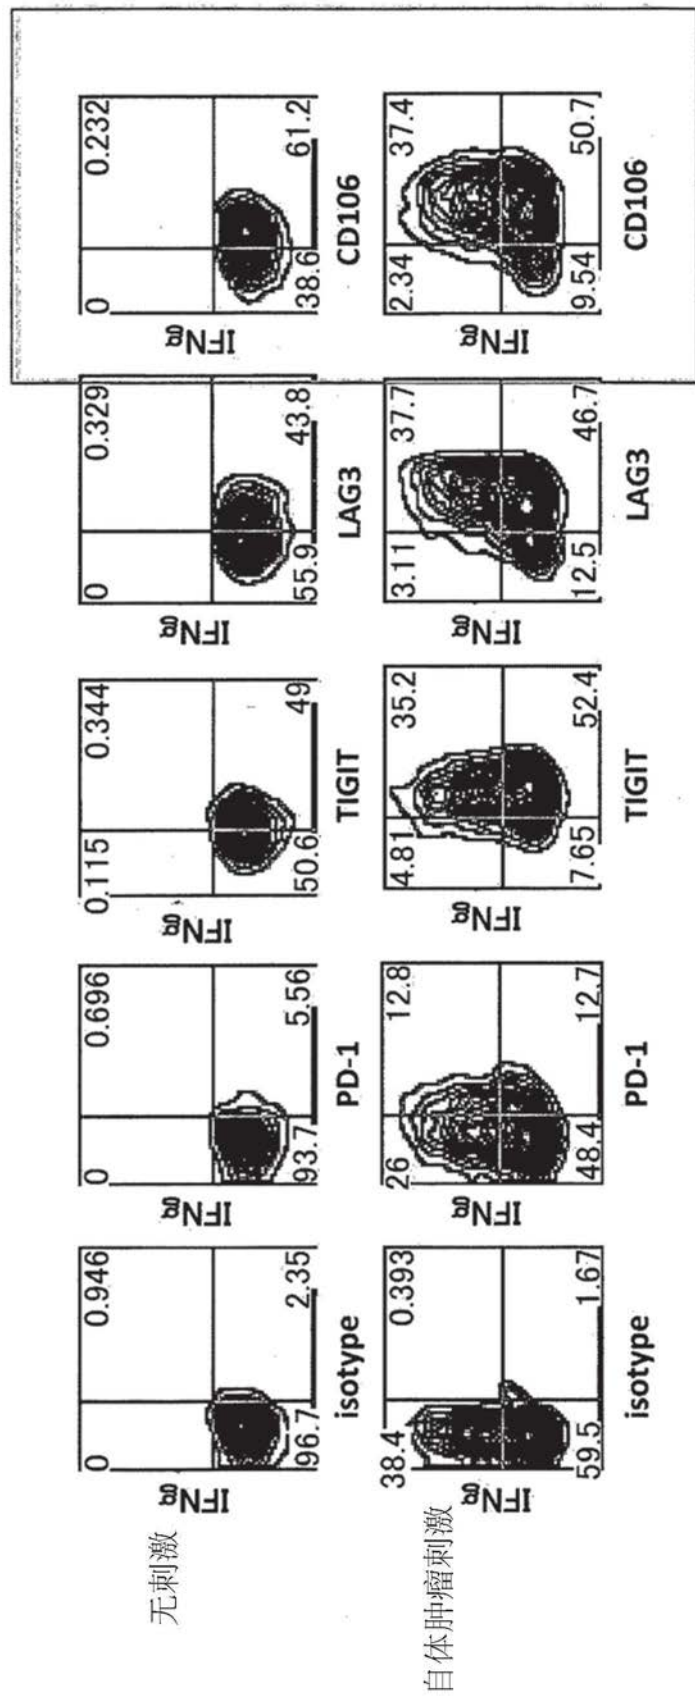 无刺激
0
0.946
IFNg
96.7
2.35
isotype
0
0.696
IFNg
93.7
5.56
PD-1
0.115
0.344
IFNg
50.6
49
TIGIT
0
0.329
IFNg
55.9
43.8
LAG3
0
0.232
IFNg
38.6
61.2
CD106
自体肿瘤刺激
38.4
0.393
IFNg
59.5
1.67
isotype
26
12.8
IFNg
48.4
12.7
PD-1
4.81
35.2
IFNg
7.65
52.4
TIGIT
3.11
37.7
IFNg
12.5
46.7
LAG3
2.34
37.4
IFNg
9.54
50.7
CD106